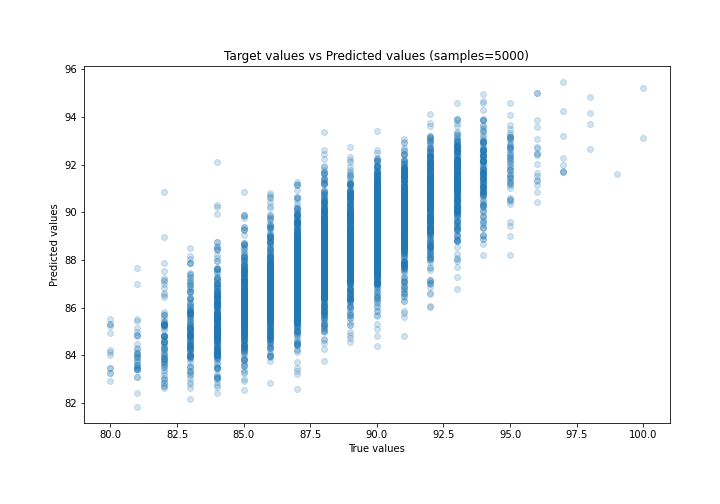 Target values vs Predicted values (samples=5000)
Predicted values
96
94
92
90
88
86
84
82
80.0 82.5 85.0 87.5 90.0 92.5 95.0 97.5 100.0
True values